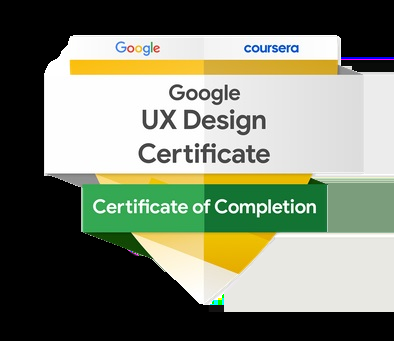 Google coursera
Google
UX Design
Certificate
Certificate of Completion